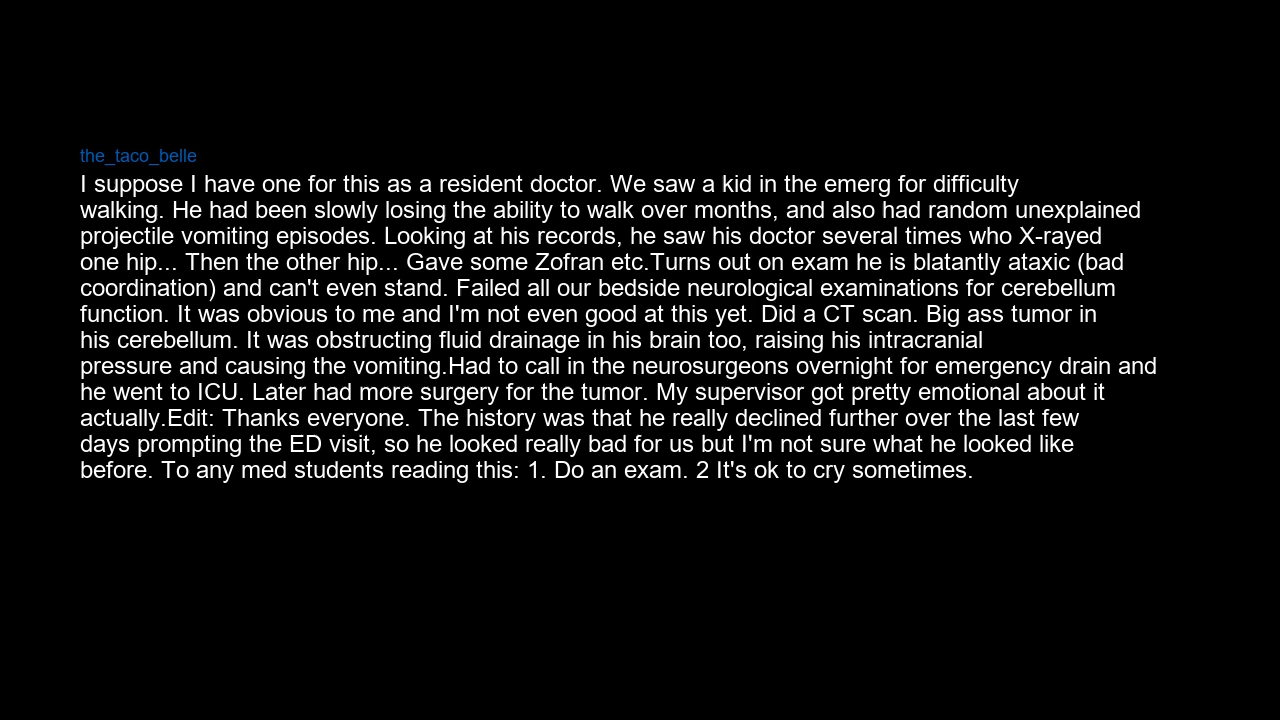 the_taco_belle
I suppose I have one for this as a resident doctor. We saw a kid in the emerg for difficulty
walking. He had been slowly losing the ability to walk over months, and also had random unexplained
projectile vomiting episodes. Looking at his records, he saw his doctor several times who X-rayed
one hip... Then the other hip... Gave some Zofran etc.Turns out on exam he is blatantly ataxic (bad
coordination) and can't even stand. Failed all our bedside neurological examinations for cerebellum
function. It was obvious to me and I'm not even good at this yet. Did a CT scan. Big ass tumor in
his cerebellum. It was obstructing fluid drainage in his brain too, raising his intracranial
pressure and causing the vomiting.Had to call in the neurosurgeons overnight for emergency drain and
he went to ICU. Later had more surgery for the tumor. My supervisor got pretty emotional about it
actually.Edit: Thanks everyone. The history was that he really declined further over the last few
days prompting the ED visit, so he looked really bad for us but I'm not sure what he looked like
before. To any med students reading this: 1. Do an exam. 2 It's ok to cry sometimes.